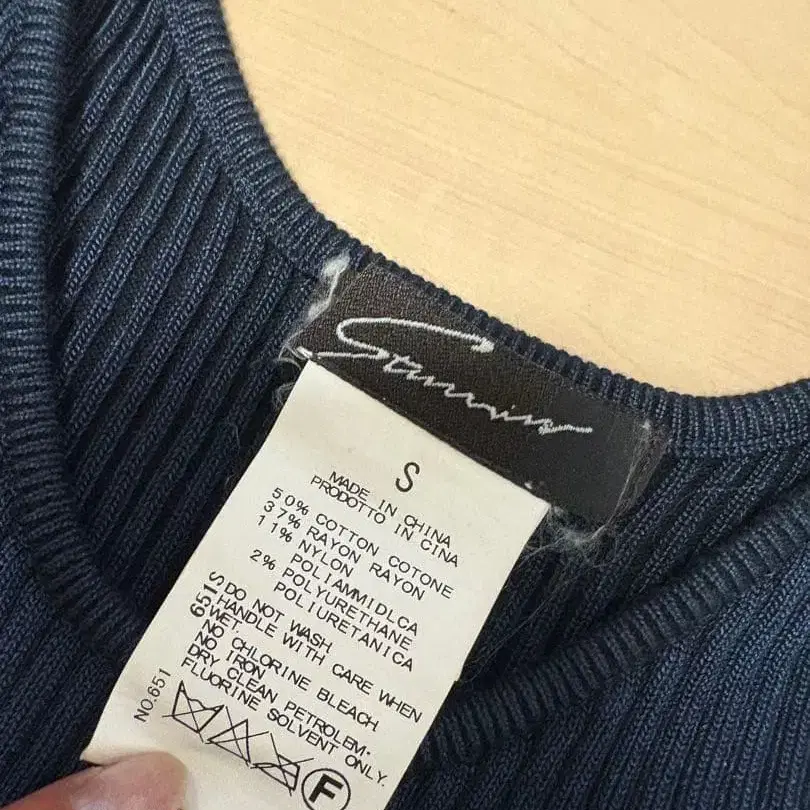 S
MADE IN CHINA
PRODOTTO IN CINA
50% COTTON COTONE
37% RAYON RAYON
11% NYLON
POLIAMMIDLCA
2% POLYURETHANE
POLIURETANICA
651S
DO NOT WASH
HANDLE WITH CARE WHEN
WET.
NO CHLORINE BLEACH
NO IRON
DRY CLEAN PETROLEM-
FLUORINE SOLVENT ONLY.
NO.651
F